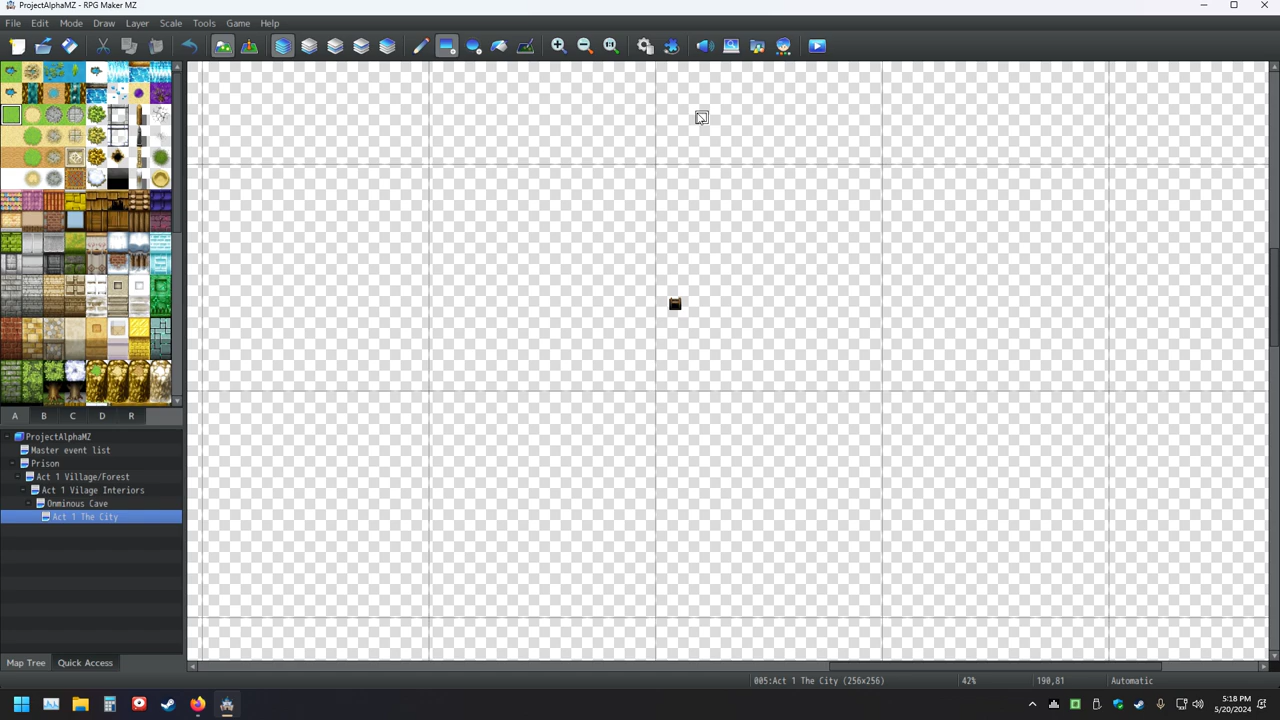 ProjectAlphaMZ - RPG Maker MZ
File Edit Mode Draw Layer Scale Tools Game Help
A B C D R
ProjectAlphaMZ
Master event list
Prison
Act 1 Village/Forest
Act 1 Vilage Interiors
Onminous Cave
Act 1 The City
Map Tree Quick Access
005:Act 1 The City (256x256) 42% 190,81 Automatic
5:18 PM
5/20/2024